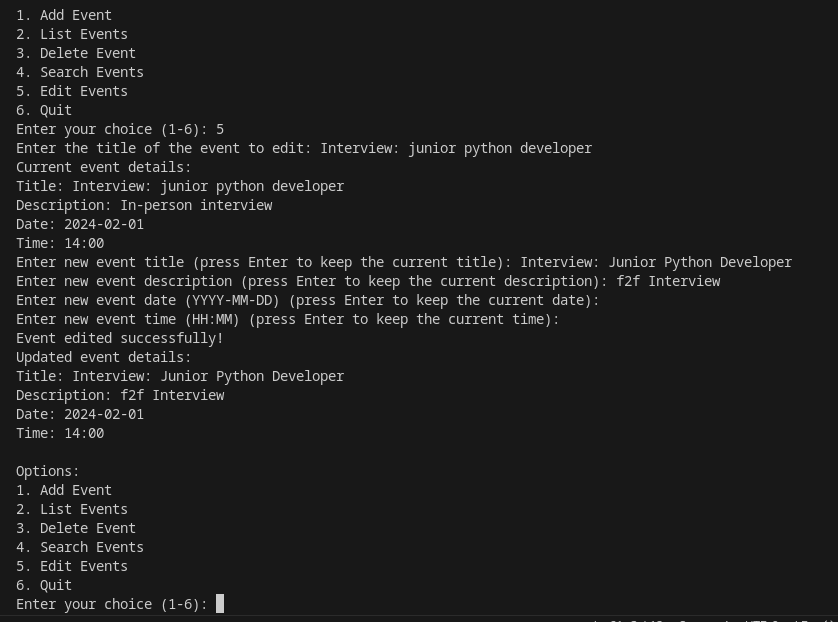 1. Add Event
2. List Events
3. Delete Event
4. Search Events
5. Edit Events
6. Quit
Enter your choice (1-6): 5
Enter the title of the event to edit: Interview: junior python developer
Current event details:
Title: Interview: junior python developer
Description: In-person interview
Date: 2024-02-01
Time: 14:00
Enter new event title (press Enter to keep the current title): Interview: Junior Python Developer
Enter new event description (press Enter to keep the current description): f2f Interview
Enter new event date (YYYY-MM-DD) (press Enter to keep the current date):
Enter new event time (HH:MM) (press Enter to keep the current time):
Event edited successfully!
Updated event details:
Title: Interview: Junior Python Developer
Description: f2f Interview
Date: 2024-02-01
Time: 14:00
Options:
1. Add Event
2. List Events
3. Delete Event
4. Search Events
5. Edit Events
6. Quit
Enter your choice (1-6):